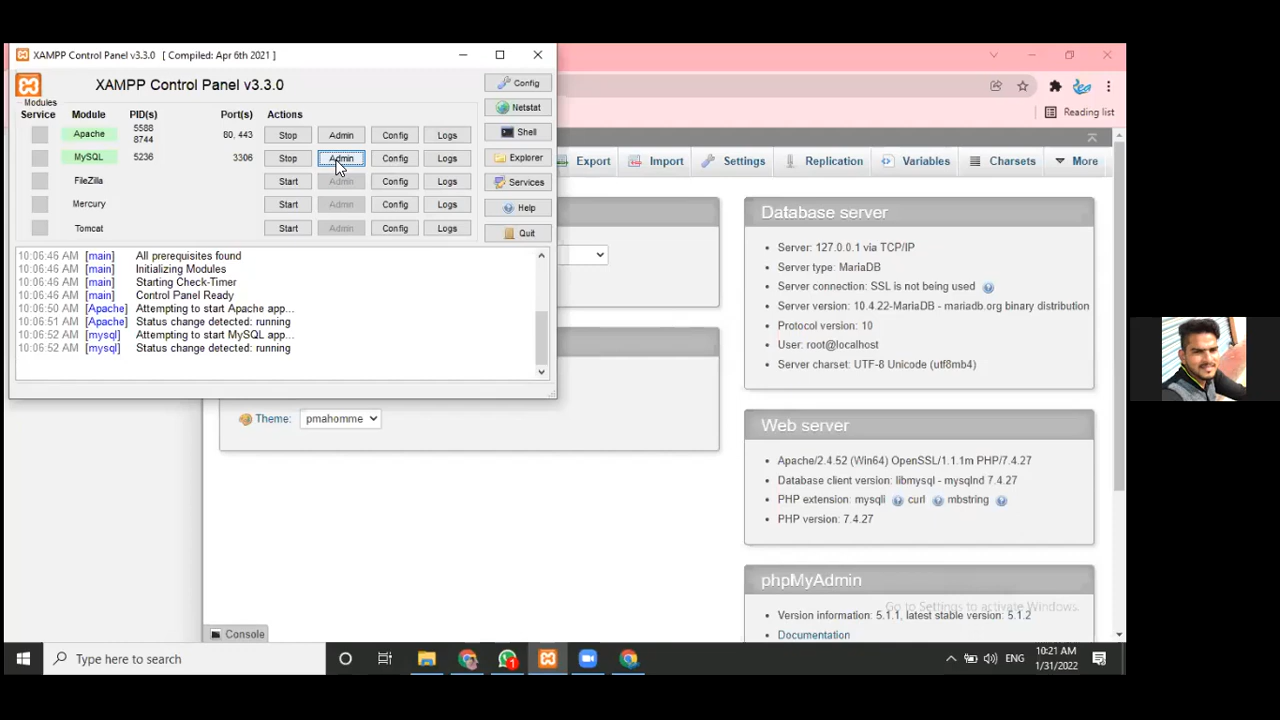 XAMPP Control Panel v3.3.0 [ Compiled: Apr 6th 2021 ]
XAMPP Control Panel v3.3.0
Config
Modules
Service Module PID(s) Port(s) Actions
Netstat
Apache 5588 8744 80, 443 Stop Admin Config Logs
Shell
MySQL 5236 3306 Stop Admin Config Logs
Explorer
FileZilla Start Admin Config Logs
Services
Mercury Start Admin Config Logs
Help
Tomcat Start Admin Config Logs
Quit
10:06:46 AM [main] All prerequisites found
10:06:46 AM [main] Initializing Modules
10:06:46 AM [main] Starting Check-Timer
10:06:46 AM [main] Control Panel Ready
10:06:50 AM [Apache] Attempting to start Apache app...
10:06:51 AM [Apache] Status change detected: running
10:06:52 AM [mysql] Attempting to start MySQL app...
10:06:52 AM [mysql] Status change detected: running
Reading list
Export Import Settings Replication Variables Charsets More
Theme: pmahomme
Database server
Server: 127.0.0.1 via TCP/IP
Server type: MariaDB
Server connection: SSL is not being used
Server version: 10.4.22-MariaDB - mariadb.org binary distribution
Protocol version: 10
User: root@localhost
Server charset: UTF-8 Unicode (utf8mb4)
Web server
Apache/2.4.52 (Win64) OpenSSL/1.1.1m PHP/7.4.27
Database client version: libmysql - mysqlnd 7.4.27
PHP extension: mysqli curl mbstring
PHP version: 7.4.27
phpMyAdmin
Version information: 5.1.1, latest stable version: 5.1.2
Documentation
Go to Settings to activate Windows.
Console
Type here to search
1
ENG
10:21 AM
1/31/2022